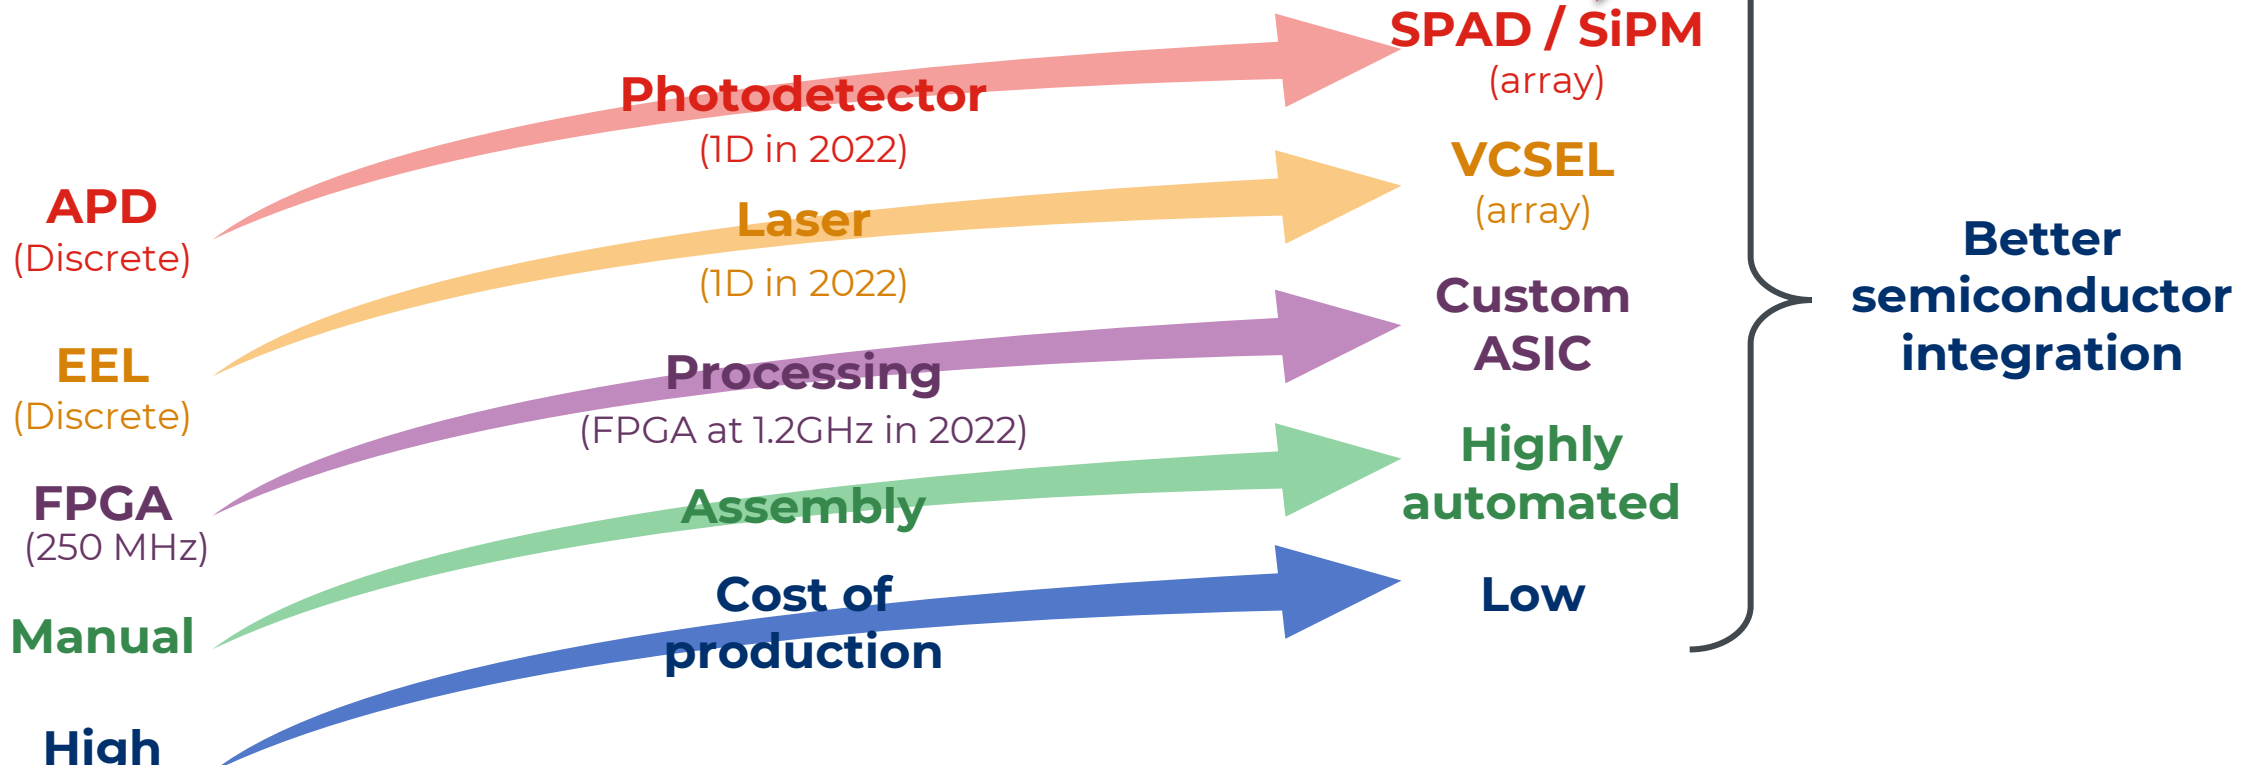 SPAD / SiPM
(array)
Photodetector
(1D in 2022)
APD
(Discrete)
VCSEL
(array)
Laser
(1D in 2022)
EEL
(Discrete)
Custom
ASIC
Processing
(FPGA at 1.2GHz in 2022)
FPGA
(250 MHz)
Highly
automated
Assembly
Manual
Low
Cost of
production
High
Better
semiconductor
integration